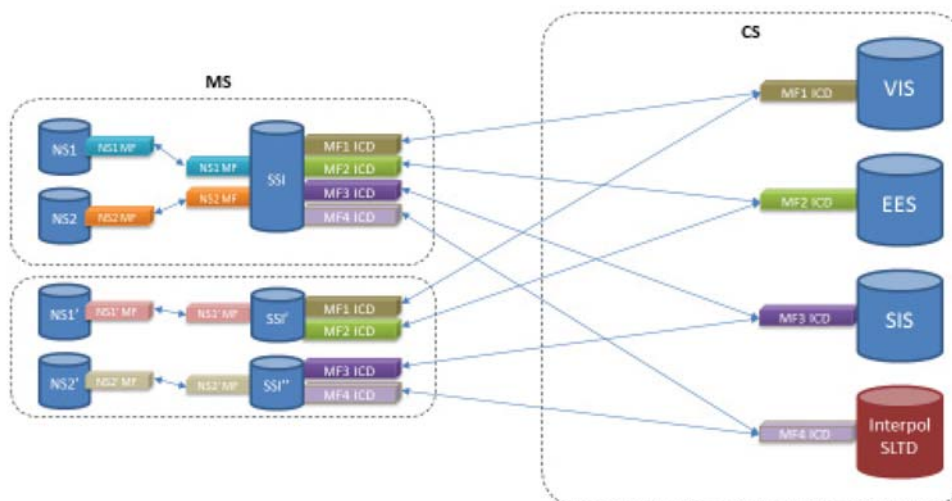 CS
MS
VIS
MF1 ICD
NS1
NS1 MF
NS1 MF
SSI
MF1 ICD
MF2 ICD
MF3 ICD
MF4 ICD
NS2
NS2 MF
NS2 MF
EES
MF2 ICD
NS1'
NS1' MF
NS1' MF
SSI'
MF1 ICD
MF2 ICD
SIS
MF3 ICD
NS2'
NS2' MF
NS2' MF
SSI''
MF3 ICD
MF4 ICD
MF4 ICD
Interpol
SLTD